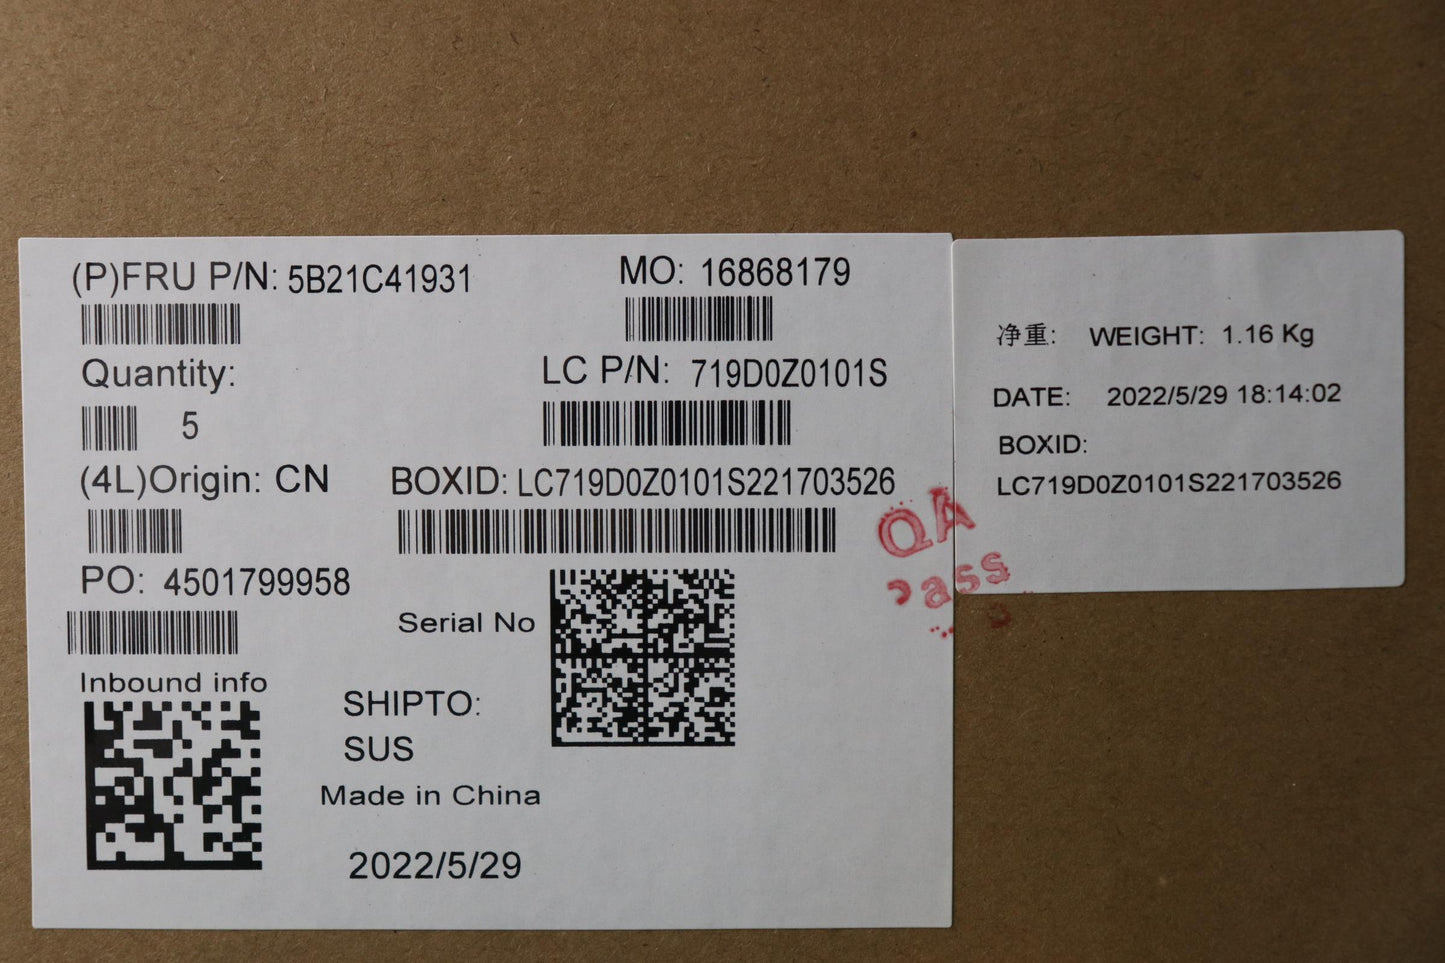 (P)FRU P/N: 5B21C41931
MO: 16868179
Quantity:
5
LC P/N: 719D0Z0101S
(4L)Origin: CN
BOXID: LC719D0Z0101S221703526
PO: 4501799958
Serial No
Inbound info
SHIPTO:
SUS
Made in China
2022/5/29
净重: WEIGHT: 1.16 Kg
DATE: 2022/5/29 18:14:02
BOXID:
LC719D0Z0101S221703526
QA
Pass